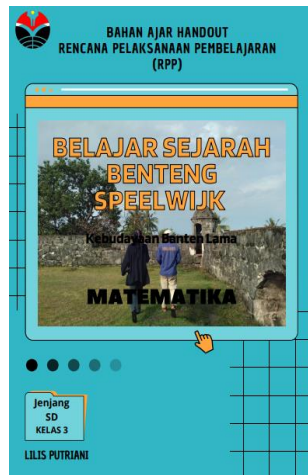 BAHAN AJAR HANDOUT
RENCANA PELAKSANAAN PEMBELAJARAN
(RPP)
BELAJAR SEJARAH
BENTENG
SPEELWIJK
Kebudayaan Banten Lama
MATEMATIKA
Jenjang
SD
KELAS 3
LILIS PUTRIANI